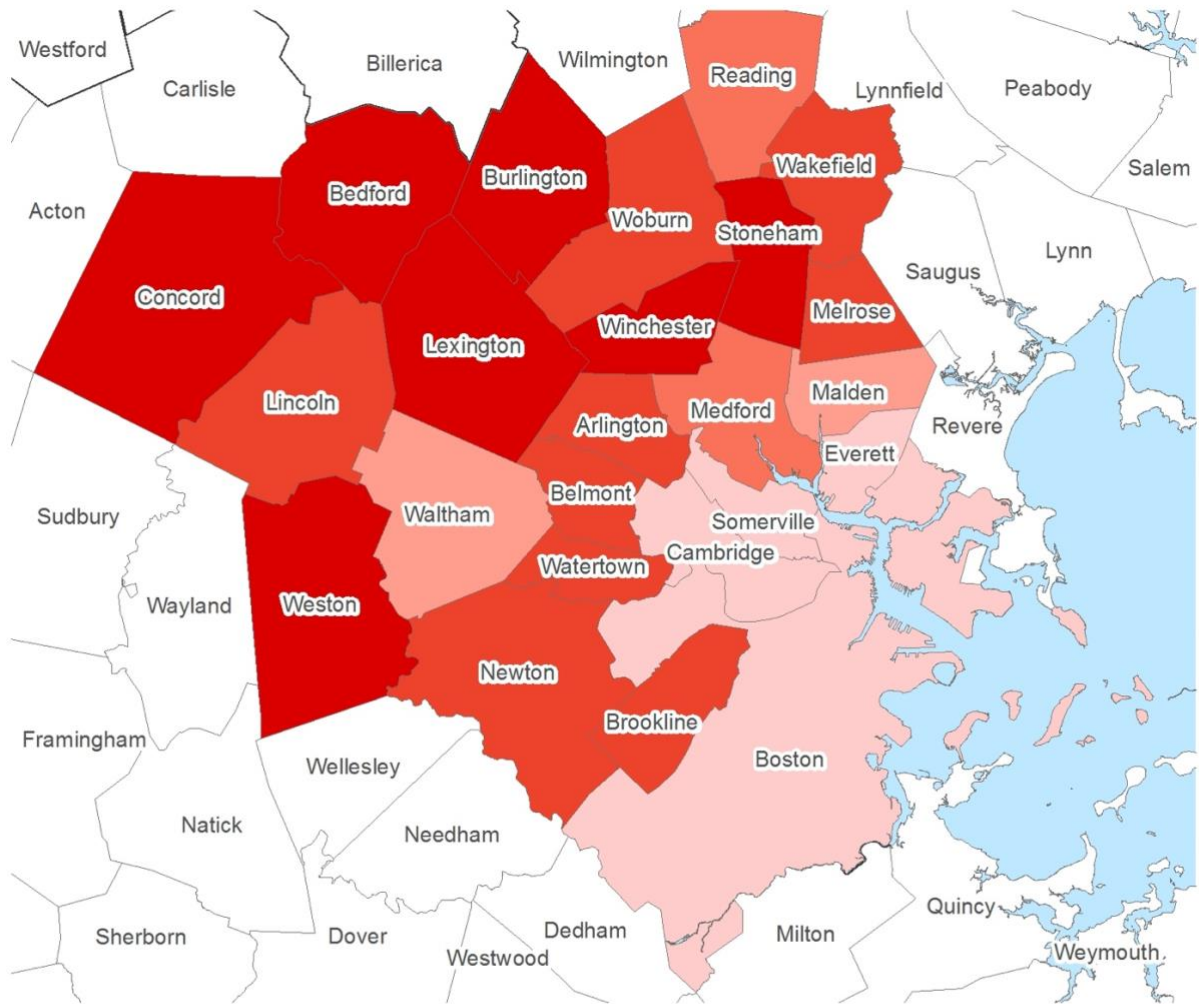 Westford
Carlisle
Billerica
Wilmington
Reading
Lynnfield
Peabody
Salem
Acton
Bedford
Burlington
Woburn
Wakefield
Stoneham
Lynn
Saugus
Concord
Lexington
Winchester
Melrose
Lincoln
Arlington
Medford
Malden
Revere
Everett
Sudbury
Waltham
Belmont
Somerville
Cambridge
Watertown
Wayland
Weston
Newton
Brookline
Framingham
Wellesley
Boston
Natick
Needham
Sherborn
Dover
Westwood
Dedham
Milton
Quincy
Weymouth